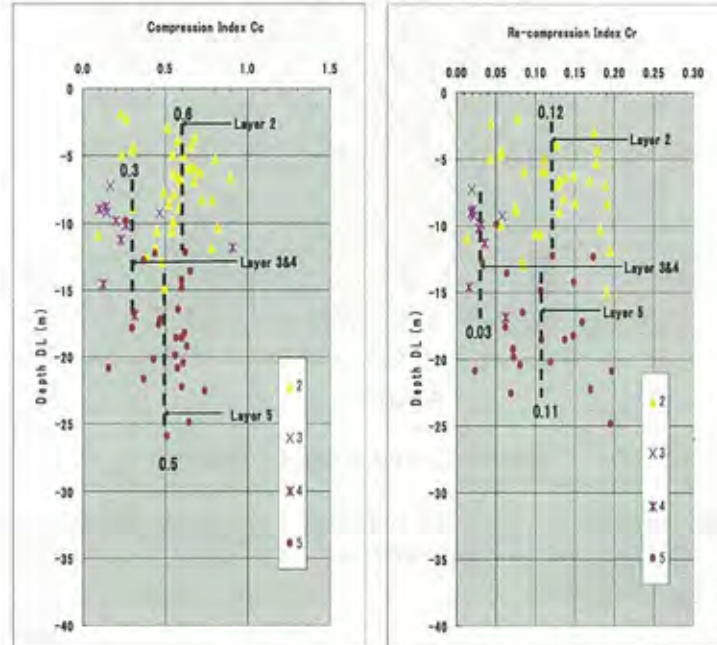 Compression Index Cc
0.0 0.5 1.0 1.5
0
-5
-10
-15
-20
-25
-30
-35
-40
Depth DL (m)
0.6
Layer 2
0.3
Layer 3&4
Layer 5
0.5
2
3
4
5
Re-compression Index Cr
0.00 0.05 0.10 0.15 0.20 0.25 0.30
0
-5
-10
-15
-20
-25
-30
-35
-40
Depth DL (m)
0.12
Layer 2
Layer 3&4
0.03
Layer 5
0.11
2
3
4
5